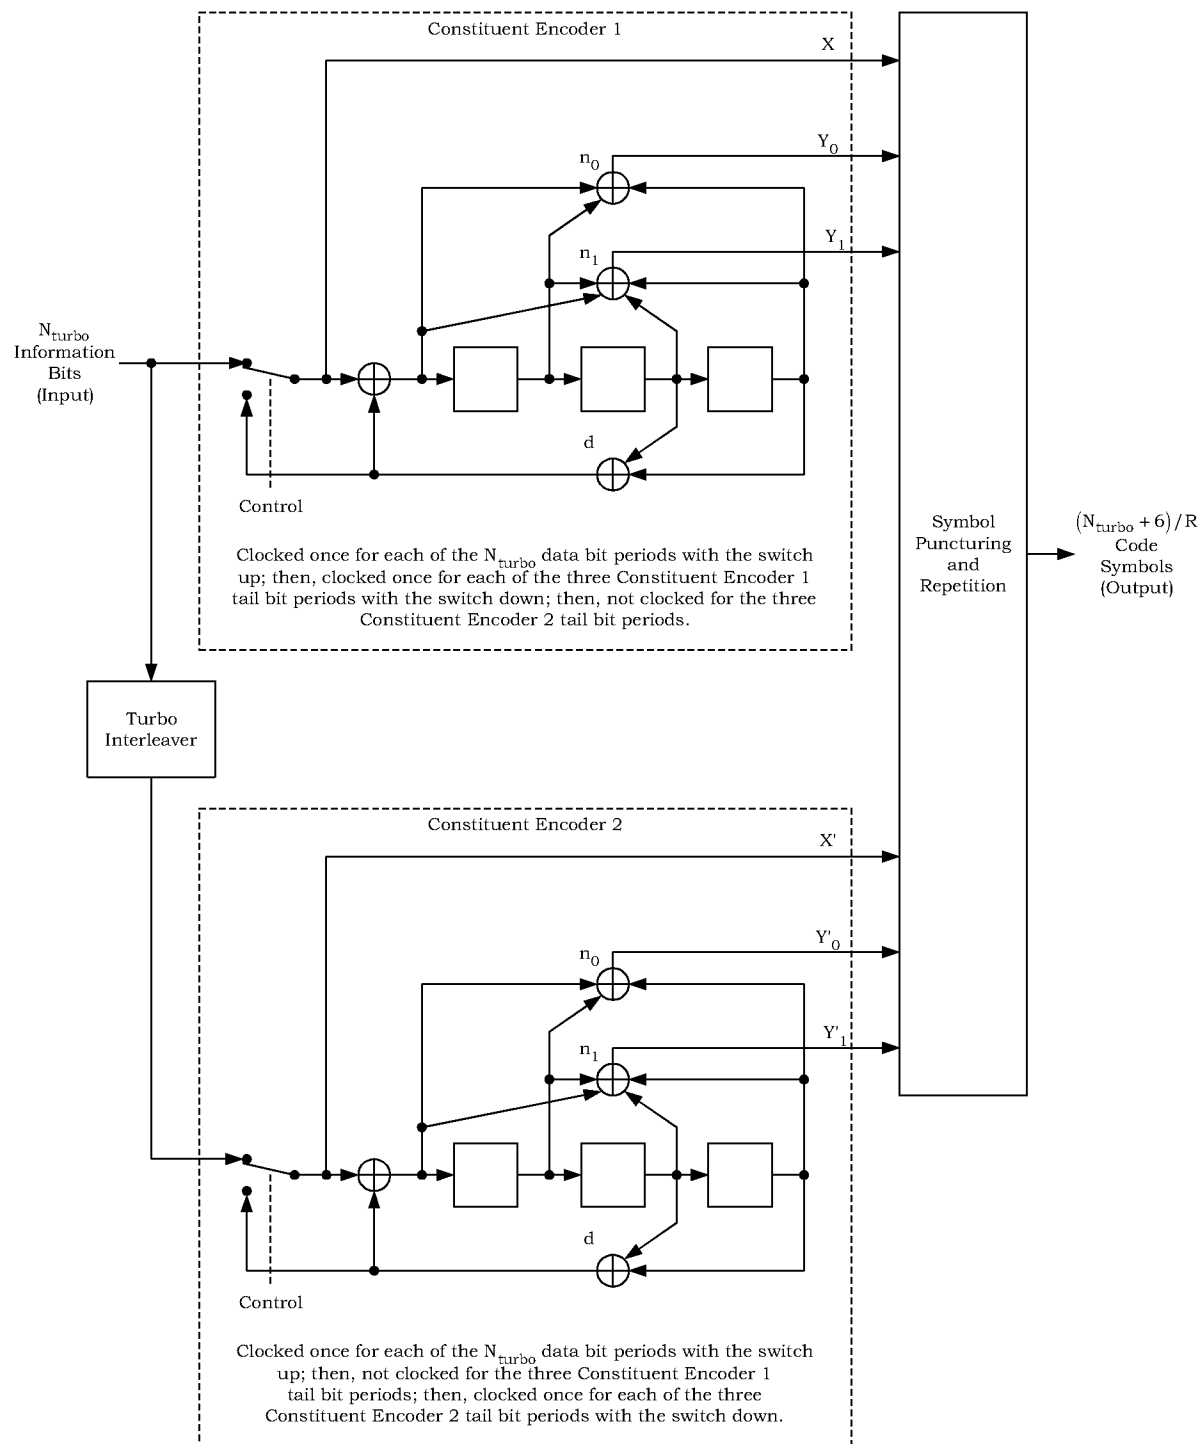 Constituent Encoder 1
X
Y0
n0
Y1
n1
Nturbo
Information
Bits
(Input)
d
Control
Clocked once for each of the Nturbo data bit periods with the switch
up; then, clocked once for each of the three Constituent Encoder 1
tail bit periods with the switch down; then, not clocked for the three
Constituent Encoder 2 tail bit periods.
Symbol
Puncturing
and
Repetition
(Nturbo + 6) / R
Code
Symbols
(Output)
Turbo
Interleaver
Constituent Encoder 2
X'
Y'0
n0
Y'1
n1
d
Control
Clocked once for each of the Nturbo data bit periods with the switch
up; then, not clocked for the three Constituent Encoder 1
tail bit periods; then, clocked once for each of the three
Constituent Encoder 2 tail bit periods with the switch down.